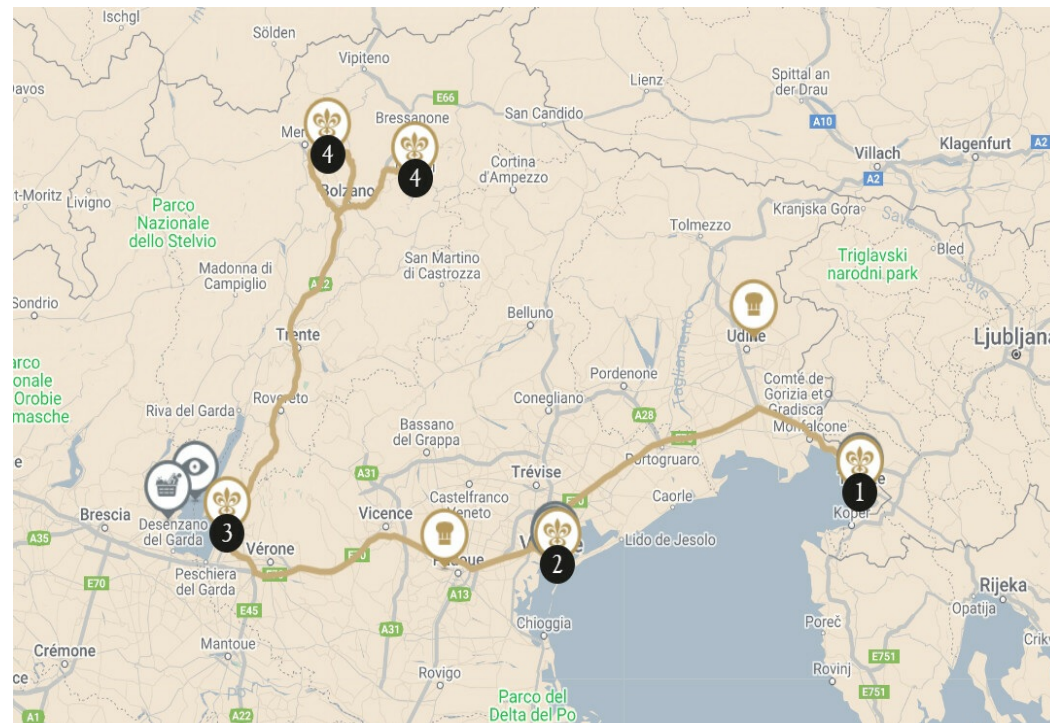 Ischgl
Sölden
Vipiteno
Lienz
Spittal an
der Drau
Davos
E66
San Candido
A10
Bressanone
4
4
Villach
Klagenfurt
A2
A2
Cortina
d'Ampezzo
Bolzano
St-Moritz
Livigno
Parco
Nazionale
dello Stelvio
Kranjska Gora
Save
Tolmezzo
Bled
Triglavski
narodni park
Save
San Martino
di Castrozza
Madonna di
Campiglio
Sondrio
Belluno
Tagliamento
Trente
Udine
Ljubljana
Pordenone
Comté de
Gorizia et
Gradisca
Conegliano
Riva del Garda
Rovereto
A28
Monfalcone
Bassano
del Grappa
Portogruaro
1
A31
Trévise
Castelfranco
Veneto
Caorle
Koper
Brescia
Desenzano
del Garda
3
Vicence
A35
Vérone
2
Lido de Jesolo
Peschiera
del Garda
E70
A13
Rijeka
Opatija
E45
Chioggia
Poreč
A31
Mantoue
Crémone
E751
Rovigo
Rovinj
E751
A1
A22
Parco del
Delta del Po